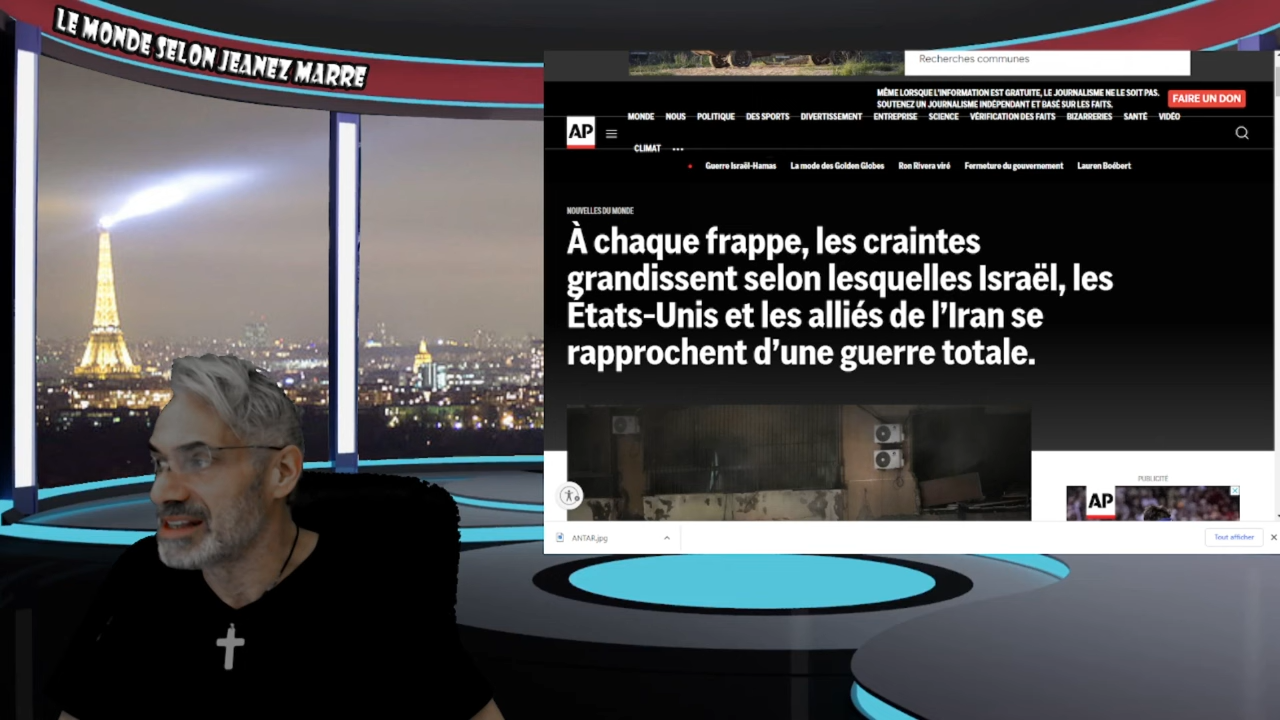 LE MONDE SELON JEANEZ MARRE
Recherches communes
MÊME LORSQUE L'INFORMATION EST GRATUITE, LE JOURNALISME NE LE SOIT PAS.
SOUTENEZ UN JOURNALISME INDÉPENDANT ET BASÉ SUR LES FAITS.
FAIRE UN DON
AP
MONDE NOUS POLITIQUE DES SPORTS DIVERTISSEMENT ENTREPRISE SCIENCE VÉRIFICATION DES FAITS BIZARRERIES SANTÉ VIDÉO
CLIMAT ...
Guerre Israël-Hamas La mode des Golden Globes Ron Rivera viré Fermeture du gouvernement Lauren Boebert
NOUVELLES DU MONDE
À chaque frappe, les craintes
grandissent selon lesquelles Israël, les
États-Unis et les alliés de l'Iran se
rapprochent d'une guerre totale.
PUBLICITÉ
AP
ANTAR.jpg
Tout afficher